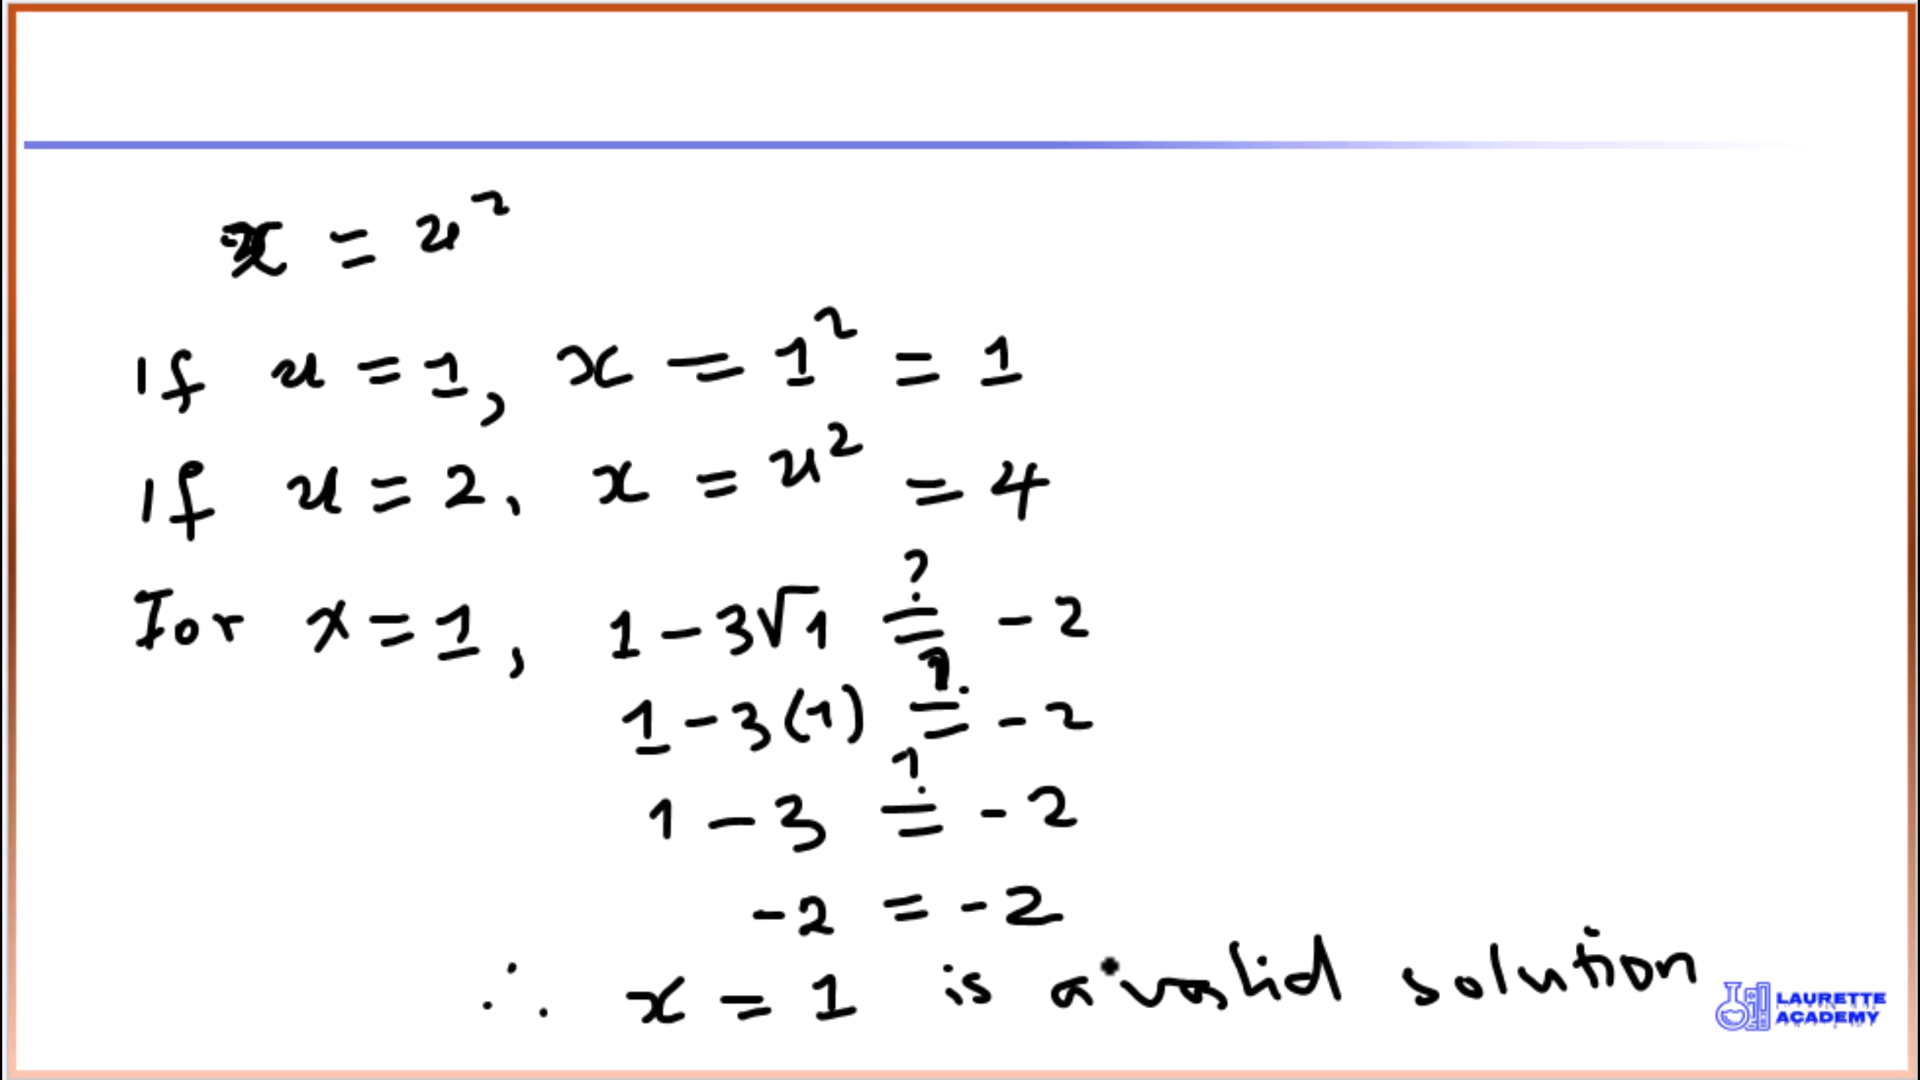 x = u²
If u = 1, x = 1² = 1
If u = 2, x = u² = 4
For x = 1, 1 - 3√1 ≟ -2
1 - 3(1) ≟ -2
1 - 3 ≟ -2
-2 = -2
∴ x = 1 is a valid solution
LAURETTE
ACADEMY